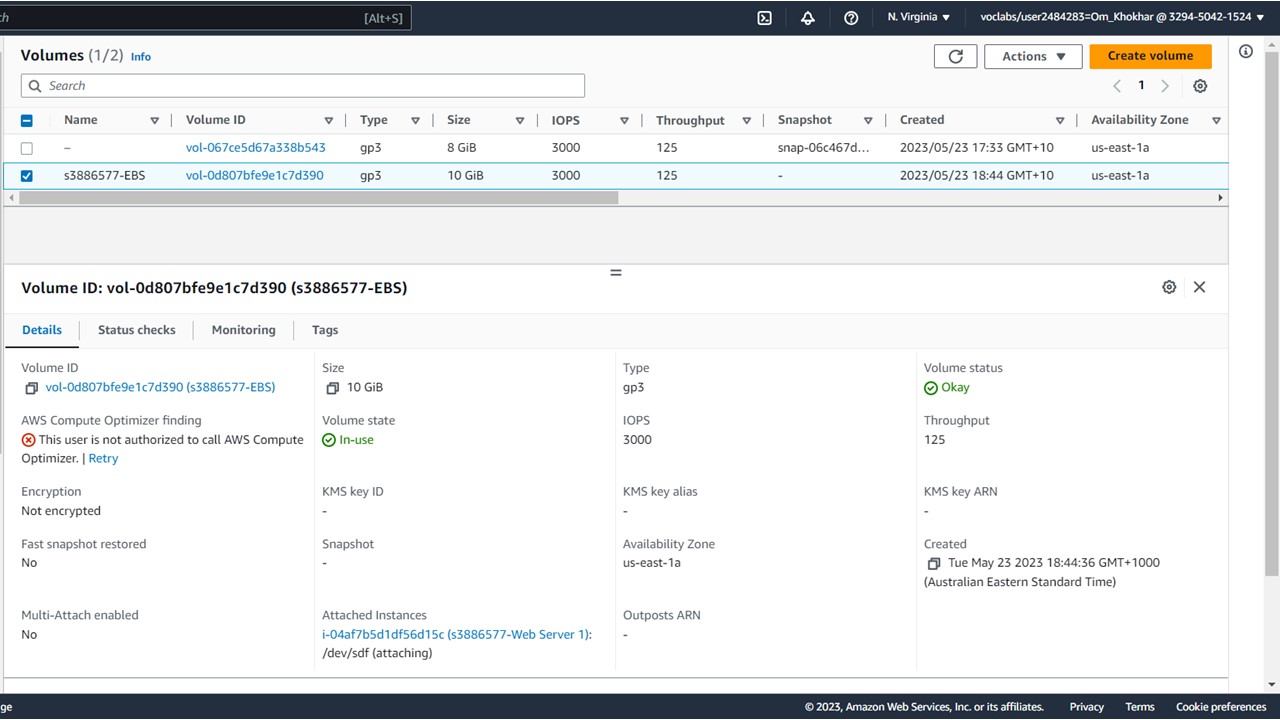 ch [Alt+S] N. Virginia voclabs/user2484283=Om_Khokhar @ 3294-5042-1524
Volumes (1/2) Info Actions Create volume
Search 1
Name Volume ID Type Size IOPS Throughput Snapshot Created Availability Zone
– vol-067ce5d67a338b543 gp3 8 GiB 3000 125 snap-06c467d... 2023/05/23 17:33 GMT+10 us-east-1a
s3886577-EBS vol-0d807bfe9e1c7d390 gp3 10 GiB 3000 125 - 2023/05/23 18:44 GMT+10 us-east-1a
Volume ID: vol-0d807bfe9e1c7d390 (s3886577-EBS)
Details Status checks Monitoring Tags
Volume ID Size Type Volume status
vol-0d807bfe9e1c7d390 (s3886577-EBS) 10 GiB gp3 Okay
AWS Compute Optimizer finding Volume state IOPS Throughput
This user is not authorized to call AWS Compute In-use 3000 125
Optimizer. | Retry
Encryption KMS key ID KMS key alias KMS key ARN
Not encrypted - - -
Fast snapshot restored Snapshot Availability Zone Created
No - us-east-1a Tue May 23 2023 18:44:36 GMT+1000
(Australian Eastern Standard Time)
Multi-Attach enabled Attached Instances Outposts ARN
No i-04af7b5d1df56d15c (s3886577-Web Server 1): -
/dev/sdf (attaching)
ge © 2023, Amazon Web Services, Inc. or its affiliates. Privacy Terms Cookie preferences